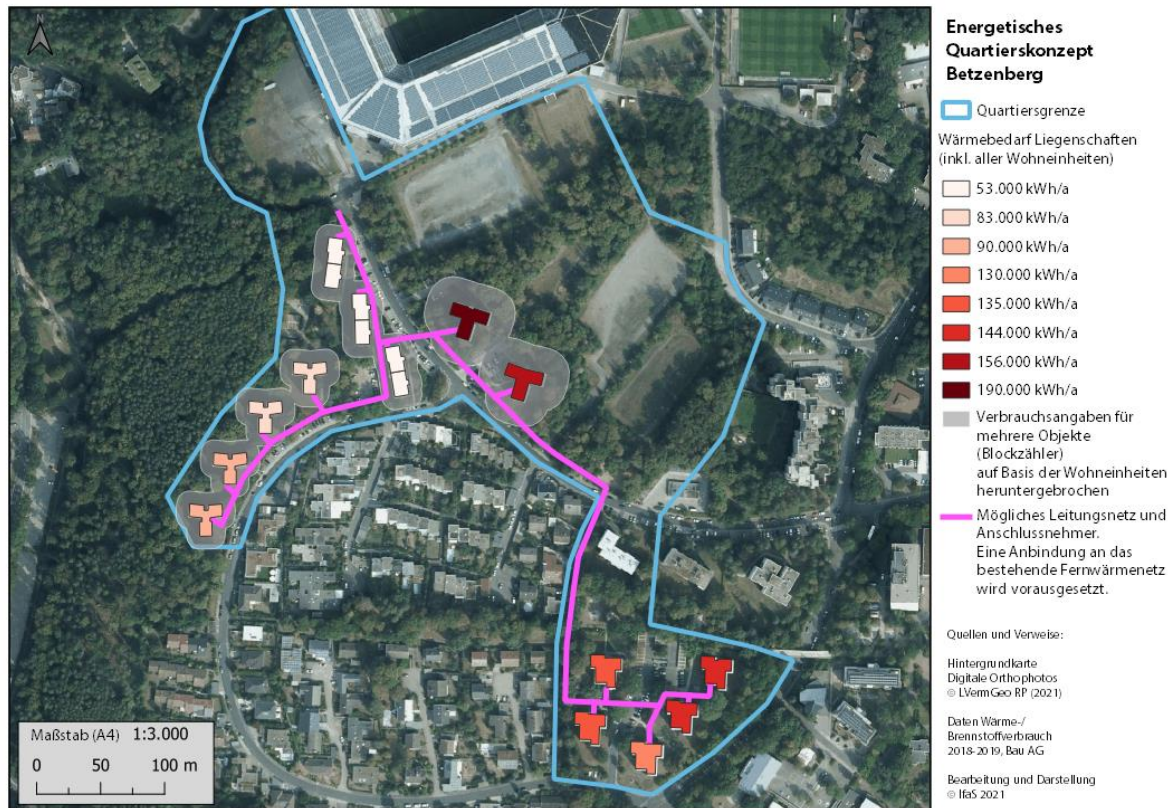 Energetisches
Quartierskonzept
Betzenberg
Quartiersgrenze
Wärmebedarf Liegenschaften
(inkl. aller Wohneinheiten)
53.000 kWh/a
83.000 kWh/a
90.000 kWh/a
130.000 kWh/a
135.000 kWh/a
144.000 kWh/a
156.000 kWh/a
190.000 kWh/a
Verbrauchsangaben für
mehrere Objekte
(Blockzähler)
auf Basis der Wohneinheiten
heruntergebrochen
Mögliches Leitungsnetz und
Anschlussnehmer.
Eine Anbindung an das
bestehende Fernwärmenetz
wird vorausgesetzt.
Quellen und Verweise:
Hintergrundkarte
Digitale Orthophotos
© LVermGeo RP (2021)
Daten Wärme-/
Brennstoffverbrauch
2018-2019, Bau AG
Bearbeitung und Darstellung
© IfaS 2021
Maßstab (A4) 1:3.000
0 50 100 m